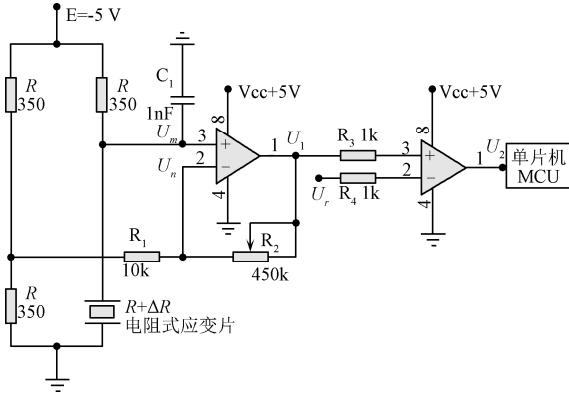 E=-5 V
R
350
R
350
C₁
1nF
Uₘ
Uₙ
Vcc+5V
8
3
2
1
4
+
−
U₁
R₃ 1k
Uᵣ
R₄ 1k
Vcc+5V
8
3
2
1
4
+
−
U₂
单片机
MCU
R₁
10k
R₂
450k
R
350
R+ΔR
电阻式应变片